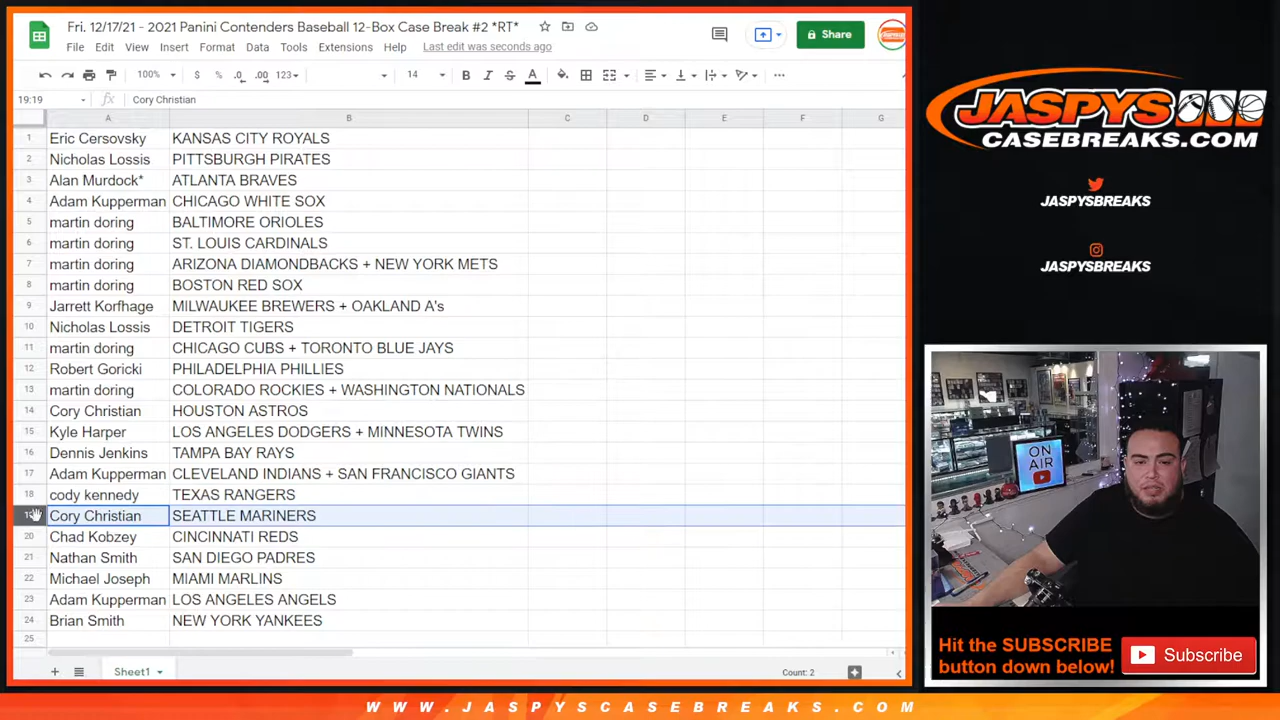 Fri. 12/17/21 - 2021 Panini Contenders Baseball 12-Box Case Break #2 *RT*
File Edit View Insert Format Data Tools Extensions Help Last edit was seconds ago
Share
100% $ % .0 .00 123 14 B I S A
19:19 fx Cory Christian
A B C D E F G
1 Eric Cersovsky KANSAS CITY ROYALS
2 Nicholas Lossis PITTSBURGH PIRATES
3 Alan Murdock* ATLANTA BRAVES
4 Adam Kupperman CHICAGO WHITE SOX
5 martin doring BALTIMORE ORIOLES
6 martin doring ST. LOUIS CARDINALS
7 martin doring ARIZONA DIAMONDBACKS + NEW YORK METS
8 martin doring BOSTON RED SOX
9 Jarrett Korfhage MILWAUKEE BREWERS + OAKLAND A's
10 Nicholas Lossis DETROIT TIGERS
11 martin doring CHICAGO CUBS + TORONTO BLUE JAYS
12 Robert Goricki PHILADELPHIA PHILLIES
13 martin doring COLORADO ROCKIES + WASHINGTON NATIONALS
14 Cory Christian HOUSTON ASTROS
15 Kyle Harper LOS ANGELES DODGERS + MINNESOTA TWINS
16 Dennis Jenkins TAMPA BAY RAYS
17 Adam Kupperman CLEVELAND INDIANS + SAN FRANCISCO GIANTS
18 cody kennedy TEXAS RANGERS
Cory Christian SEATTLE MARINERS
20 Chad Kobzey CINCINNATI REDS
21 Nathan Smith SAN DIEGO PADRES
22 Michael Joseph MIAMI MARLINS
23 Adam Kupperman LOS ANGELES ANGELS
24 Brian Smith NEW YORK YANKEES
25
Sheet1 Count: 2
JASPYS
CASEBREAKS.COM
JASPYSBREAKS
JASPYSBREAKS
ON
AIR
Hit the SUBSCRIBE
button down below!
Subscribe
WWW.JASPYSCASEBREAKS.COM